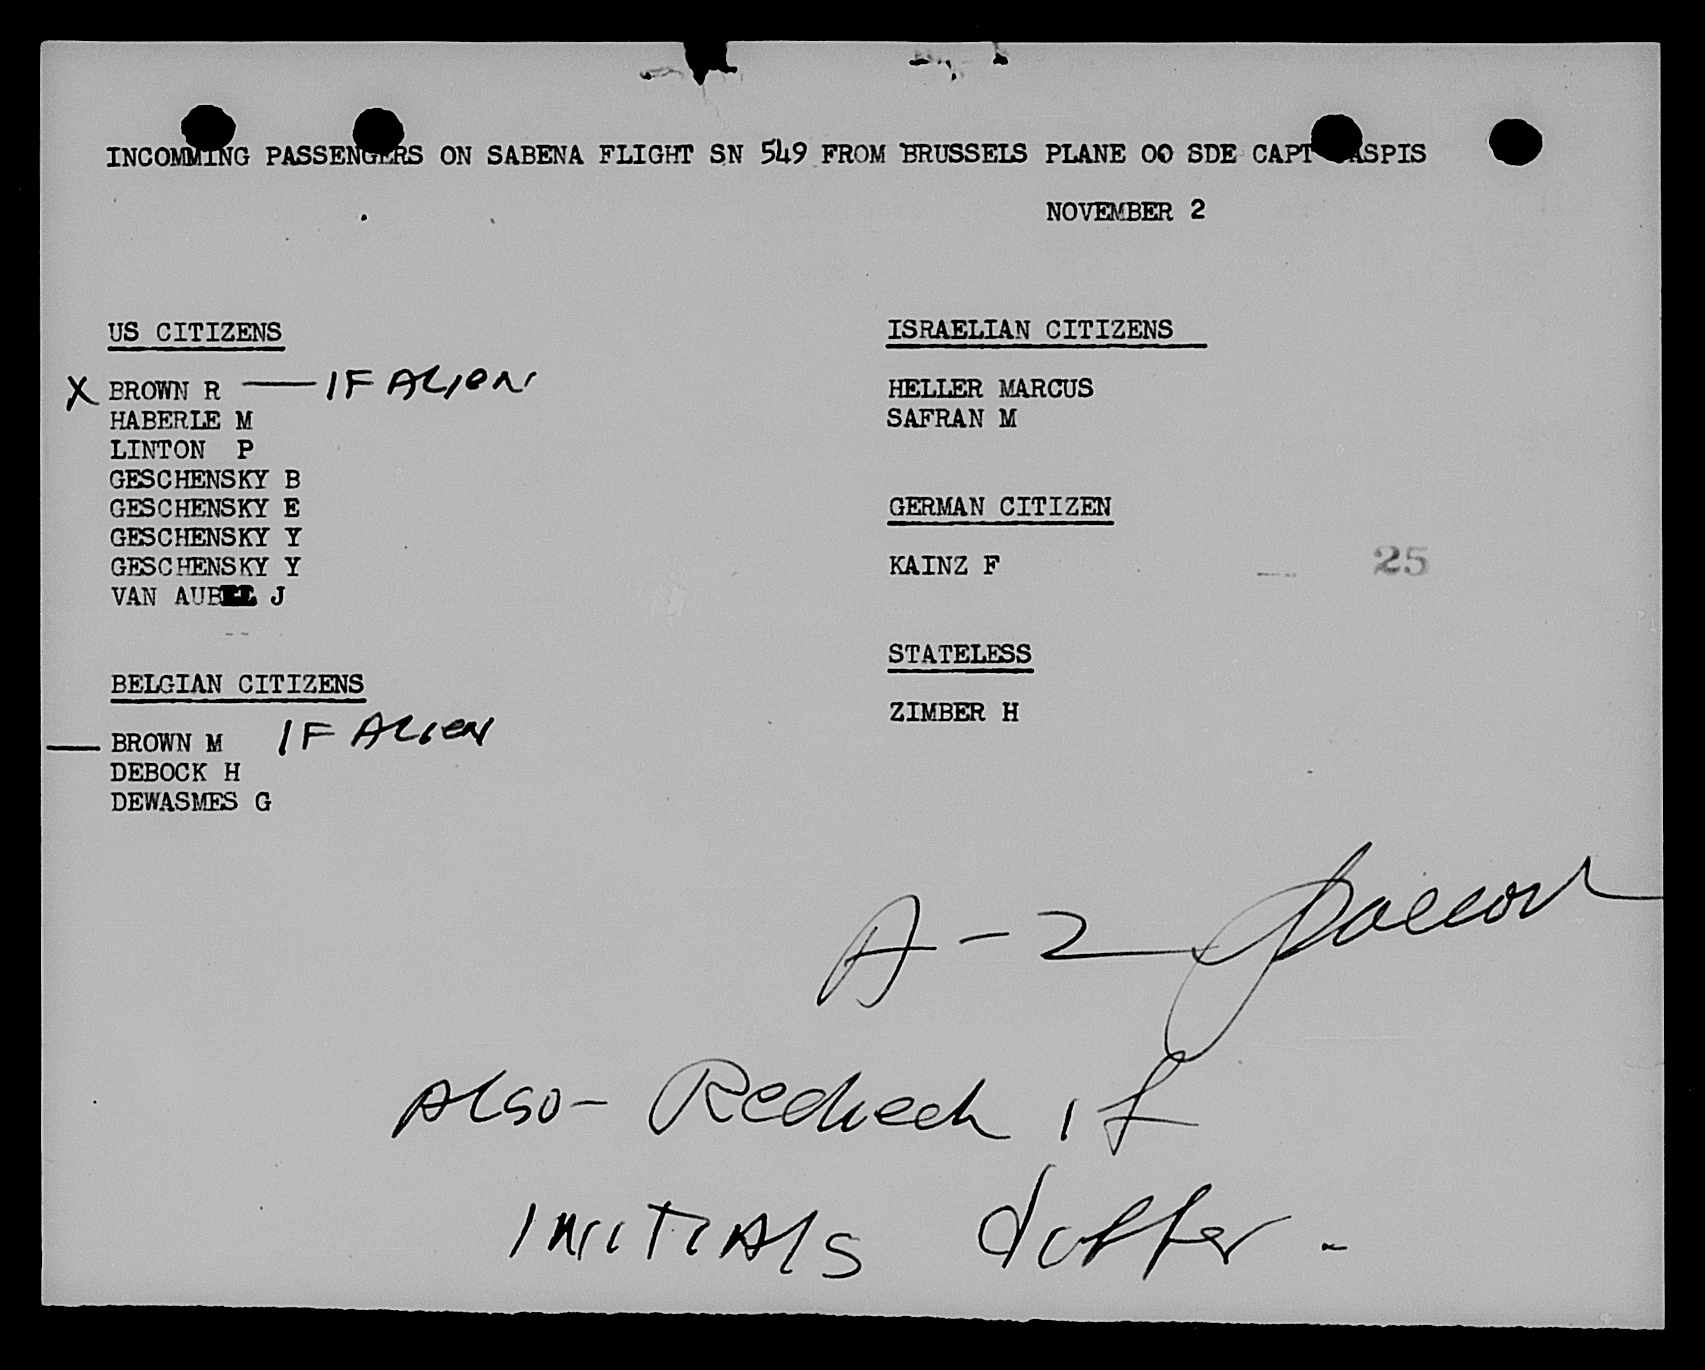 INCOMMING PASSENGERS ON SABENA FLIGHT SN 549 FROM BRUSSELS PLANE OO SDE CAPT ASPIS
NOVEMBER 2
US CITIZENS
X BROWN R — IF ALIEN
HABERLE M
LINTON P
GESCHENSKY B
GESCHENSKY E
GESCHENSKY Y
GESCHENSKY Y
VAN AUBEL J
BELGIAN CITIZENS
— BROWN M IF ALIEN
DEBOCK H
DEWASMES G
ISRAELIAN CITIZENS
HELLER MARCUS
SAFRAN M
GERMAN CITIZEN
KAINZ F
25
STATELESS
ZIMBER H
A-2
Also - Recheck if
INITIALS differ -